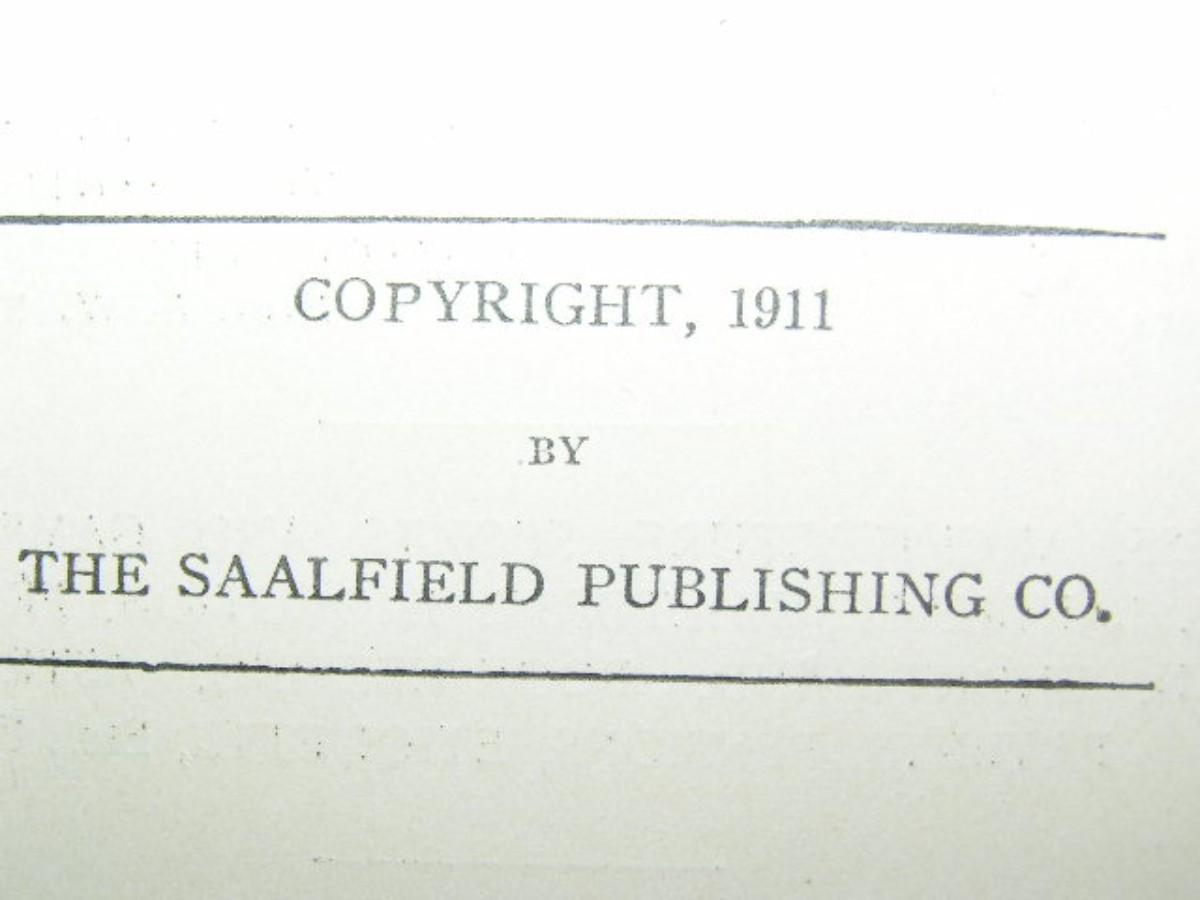 COPYRIGHT, 1911
BY
THE SAALFIELD PUBLISHING CO.